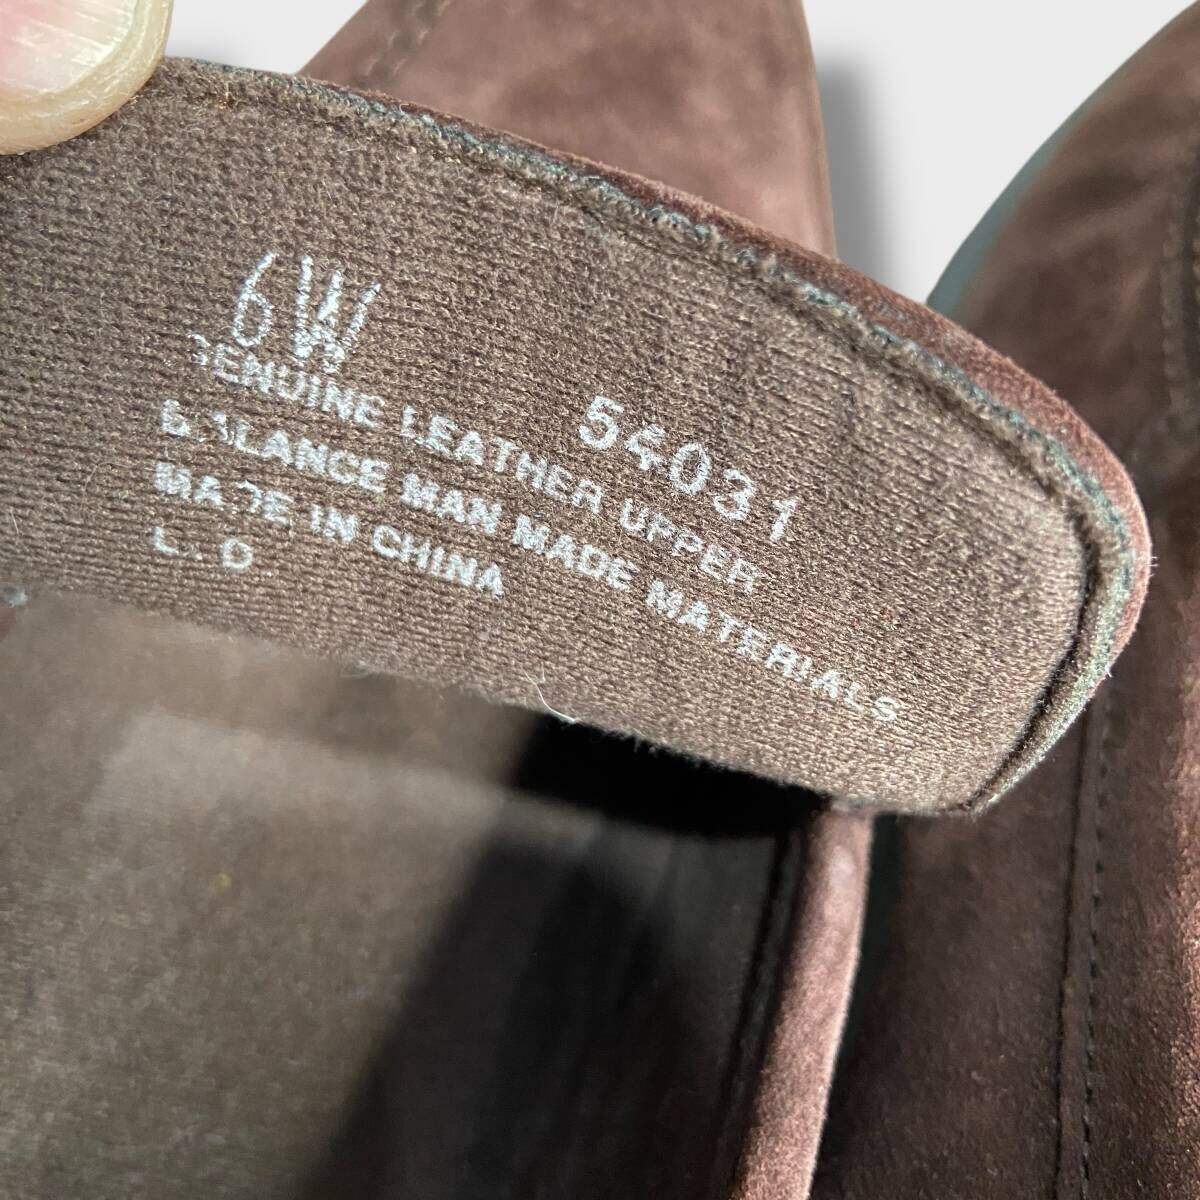 6W 54031
GENUINE LEATHER UPPER
BALANCE MAN MADE MATERIALS
MADE IN CHINA